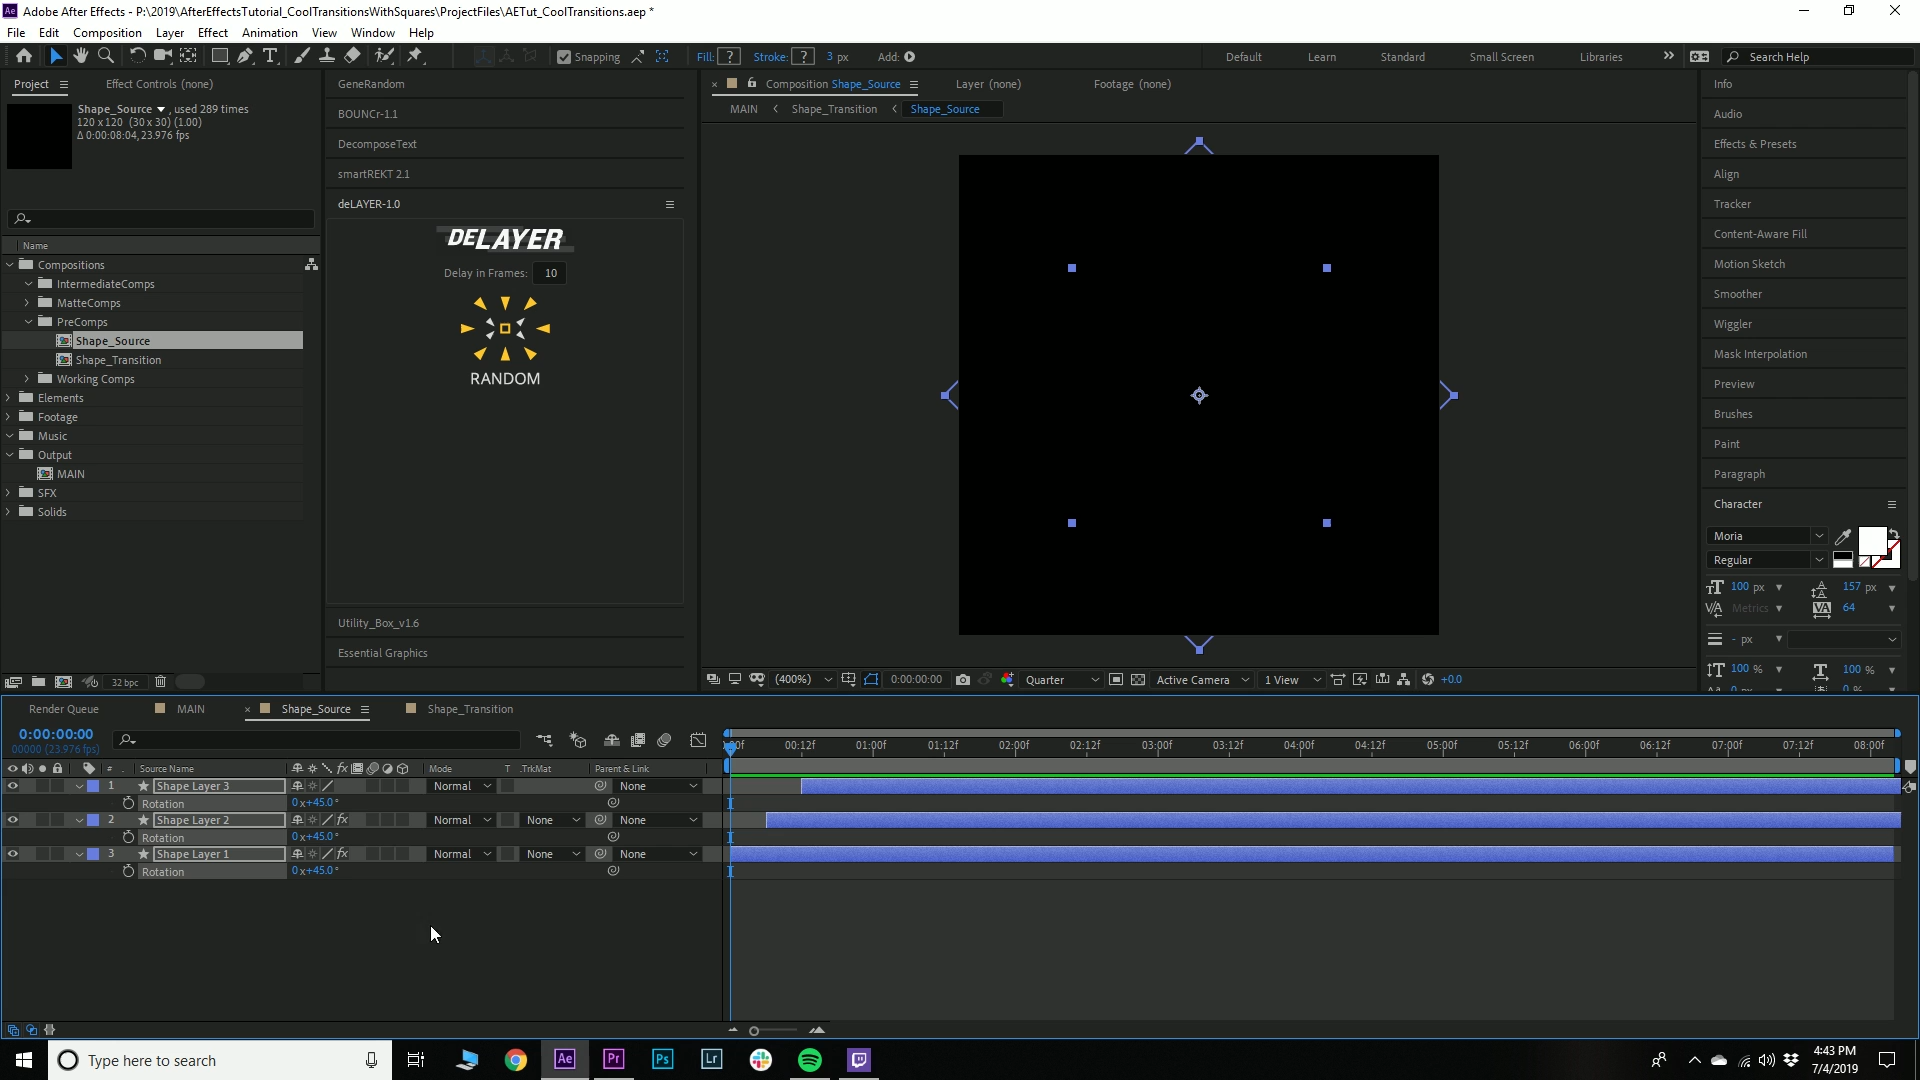 Adobe After Effects - P:\2019\AfterEffectsTutorial_CoolTransitionsWithSquares\ProjectFiles\AETut_CoolTransitions.aep *
File Edit Composition Layer Effect Animation View Window Help
Snapping Fill: ? Stroke: ? 3 px Add: Default Learn Standard Small Screen Libraries Search Help
Project Effect Controls (none)
Shape_Source , used 289 times
120 x 120 (30 x 30) (1.00)
Δ 0:00:08:04, 23.976 fps
Name
Compositions
IntermediateComps
MatteComps
PreComps
Shape_Source
Shape_Transition
Working Comps
Elements
Footage
Music
Output
MAIN
SFX
Solids
32 bpc
GeneRandom
BOUNCr-1.1
DecomposeText
smartREKT 2.1
deLAYER-1.0
DELAYER
Delay in Frames: 10
RANDOM
Utility_Box_v1.6
Essential Graphics
Composition Shape_Source Layer (none) Footage (none)
MAIN Shape_Transition Shape_Source
(400%) 0:00:00:00 Quarter Active Camera 1 View +0.0
Info
Audio
Effects & Presets
Align
Tracker
Content-Aware Fill
Motion Sketch
Smoother
Wiggler
Mask Interpolation
Preview
Brushes
Paint
Paragraph
Character
Moria
Regular
100 px 157 px
Metrics 64
- px
100 % 100 %
0 px 0 %
Render Queue MAIN Shape_Source Shape_Transition
0:00:00:00
00000 (23.976 fps)
00:12f 01:00f 01:12f 02:00f 02:12f 03:00f 03:12f 04:00f 04:12f 05:00f 05:12f 06:00f 06:12f 07:00f 07:12f 08:00f
# Source Name fx Mode T .TrkMat Parent & Link
1 Shape Layer 3 Normal None
Rotation 0x+45.0°
2 Shape Layer 2 fx Normal None None
Rotation 0x+45.0°
3 Shape Layer 1 fx Normal None None
Rotation 0x+45.0°
Type here to search Ae Pr Ps Lr
4:43 PM
7/4/2019